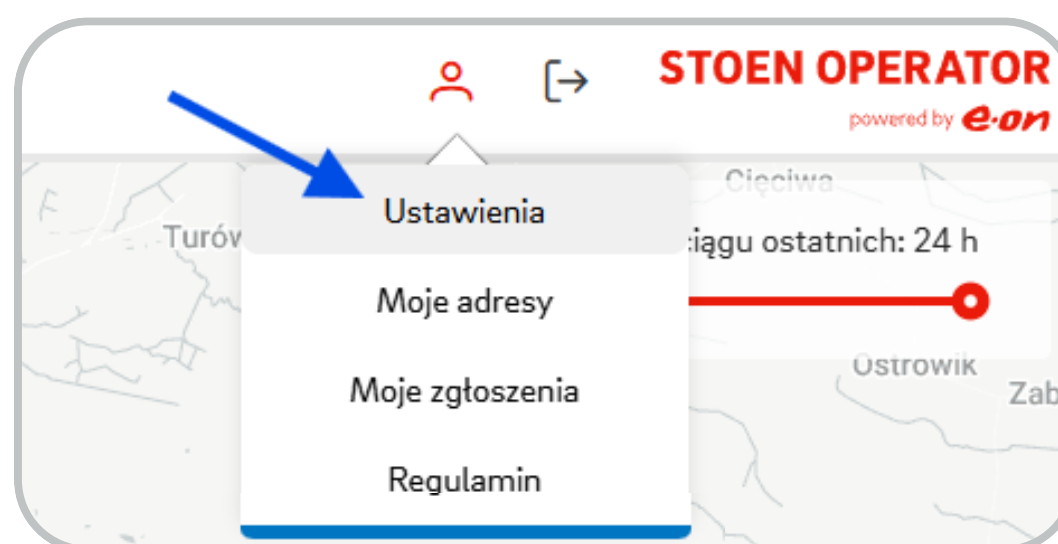 STOEN OPERATOR
powered by e·on
Cięciwa
Ustawienia
Turów
ciągu ostatnich: 24 h
Moje adresy
Ostrowik
Zab
Moje zgłoszenia
Regulamin